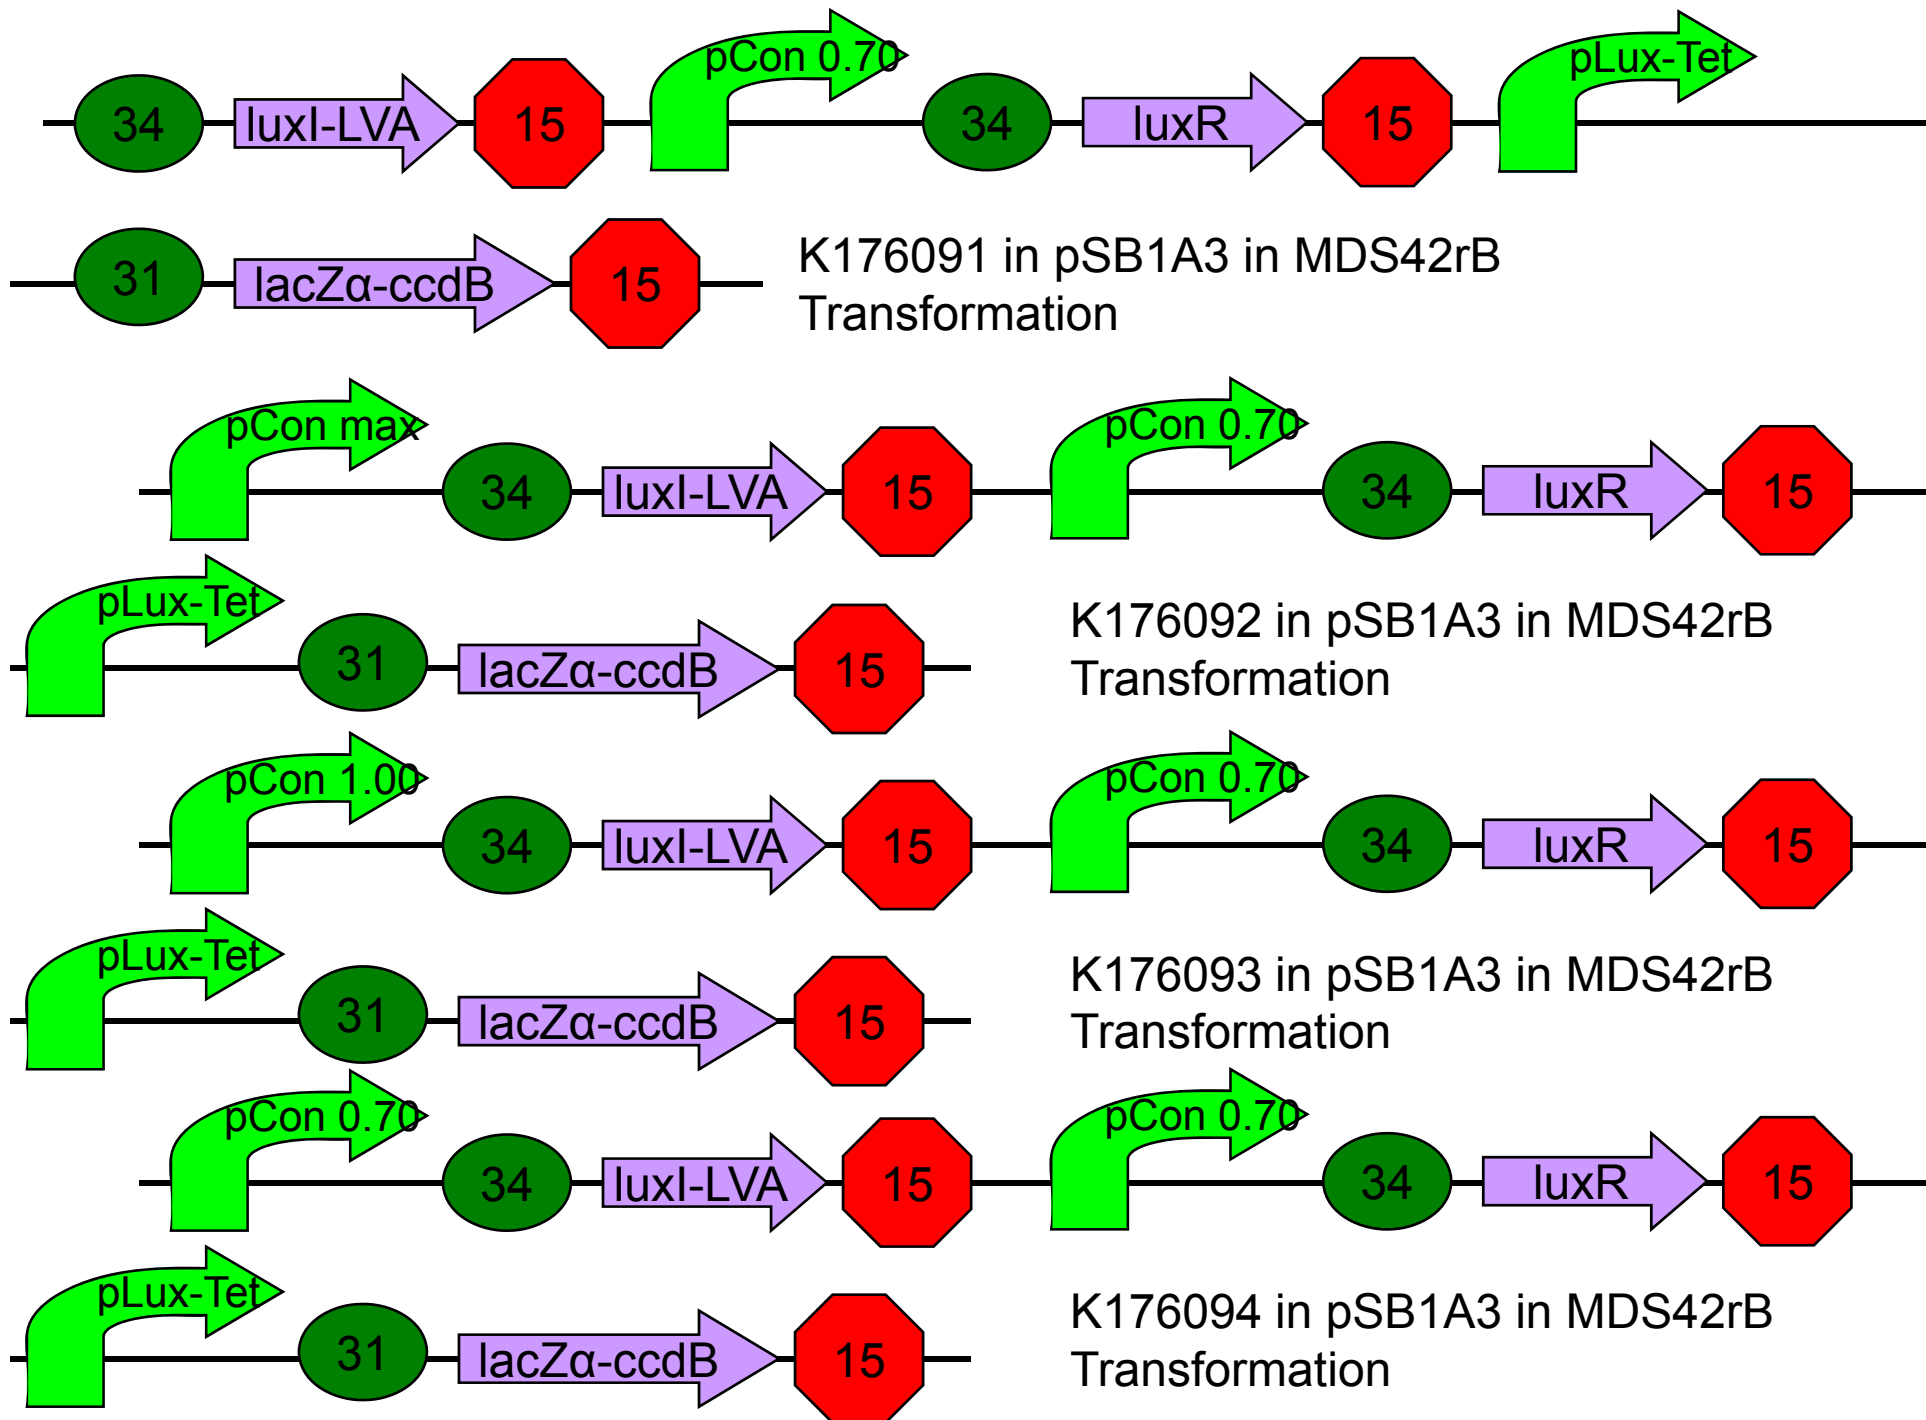 34 luxI-LVA 15 pCon 0.70 34 luxR 15 pLux-Tet
31 lacZα-ccdB 15 K176091 in pSB1A3 in MDS42rB
Transformation
pCon max 34 luxI-LVA 15 pCon 0.70 34 luxR 15
pLux-Tet 31 lacZα-ccdB 15 K176092 in pSB1A3 in MDS42rB
Transformation
pCon 1.00 34 luxI-LVA 15 pCon 0.70 34 luxR 15
pLux-Tet 31 lacZα-ccdB 15 K176093 in pSB1A3 in MDS42rB
Transformation
pCon 0.70 34 luxI-LVA 15 pCon 0.70 34 luxR 15
pLux-Tet 31 lacZα-ccdB 15 K176094 in pSB1A3 in MDS42rB
Transformation